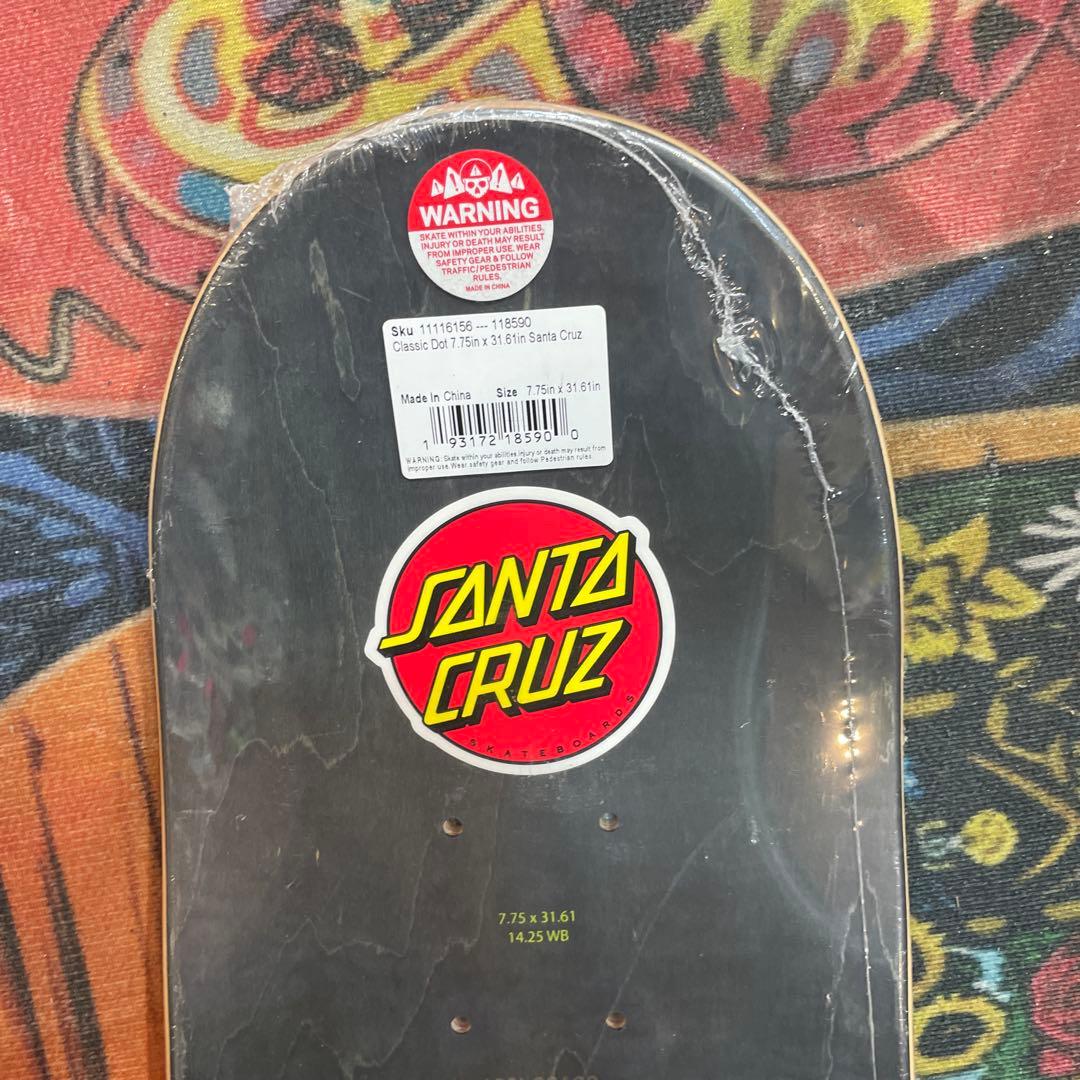 WARNING
SKATE WITHIN YOUR ABILITIES.
INJURY OR DEATH MAY RESULT
FROM IMPROPER USE. WEAR
SAFETY GEAR & FOLLOW
TRAFFIC/PEDESTRIAN
RULES.
MADE IN CHINA
Sku 11116156 --- 118590
Classic Dot 7.75in x 31.61in Santa Cruz
Made In China Size 7.75in x 31.61in
1 93172 18590 0
WARNING: Skate within your abilities.Injury or death may result from
improper use. Wear safety gear and follow Pedestrian rules.
SANTA
CRUZ
SKATEBOARDS
7.75 x 31.61
14.25 WB